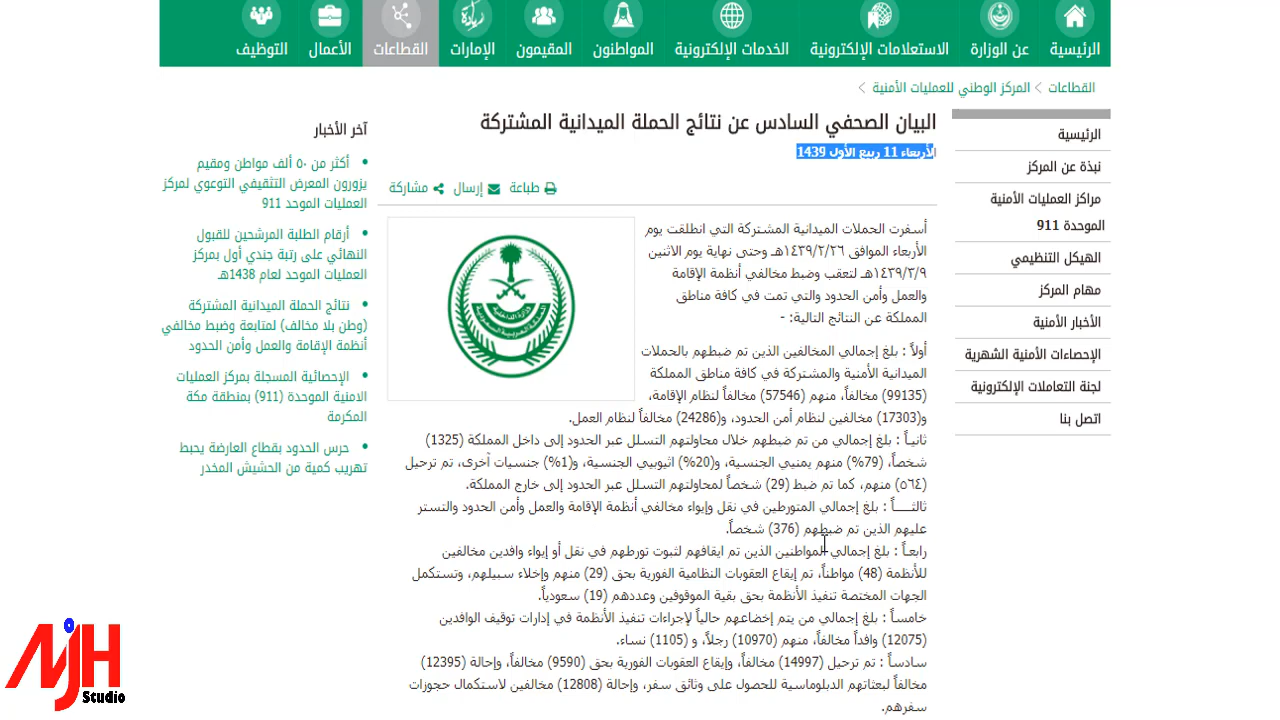 الرئيسية
عن الوزارة
الاستعلامات الإلكترونية
الخدمات الإلكترونية
المواطنون
المقيمون
الإمارات
القطاعات
الأعمال
التوظيف
القطاعات > المركز الوطني للعمليات الأمنية >
الرئيسية
نبذة عن المركز
مراكز العمليات الأمنية
الموحدة 911
الهيكل التنظيمي
مهام المركز
الأخبار الأمنية
الإحصاءات الأمنية الشهرية
لجنة التعاملات الإلكترونية
اتصل بنا
البيان الصحفي السادس عن نتائج الحملة الميدانية المشتركة
الأربعاء 11 ربيع الأول 1439
طباعة
إرسال
مشاركة
أسفرت الحملات الميدانية المشتركة التي انطلقت يوم
الأربعاء الموافق ١٤٣٩/٢/٢٦هـ وحتى نهاية يوم الاثنين
١٤٣٩/٣/٩هـ لتعقب وضبط مخالفي أنظمة الإقامة
والعمل وأمن الحدود والتي تمت في كافة مناطق
المملكة عن النتائج التالية: -
أولاً : بلغ إجمالي المخالفين الذين تم ضبطهم بالحملات
الميدانية الأمنية والمشتركة في كافة مناطق المملكة
(99135) مخالفاً، منهم (57546) مخالفاً لنظام الإقامة،
و(17303) مخالفين لنظام أمن الحدود، و(24286) مخالفاً لنظام العمل.
ثانيـاً : بلغ إجمالي من تم ضبطهم خلال محاولتهم التسلل عبر الحدود إلى داخل المملكة (1325)
شخصاً، (79%) منهم يمنيي الجنسية، و(20%) اثيوبيي الجنسية، و(1%) جنسيات أخرى، تم ترحيل
(٥٦٤) منهم، كما تم ضبط (29) شخصاً لمحاولتهم التسلل عبر الحدود إلى خارج المملكة.
ثالثـــــاً : بلغ إجمالي المتورطين في نقل وإيواء مخالفي أنظمة الإقامة والعمل وأمن الحدود والتستر
عليهم الذين تم ضبطهم (376) شخصاً.
رابعـاً : بلغ إجمالي المواطنين الذين تم ايقافهم لثبوت تورطهم في نقل أو إيواء وافدين مخالفين
للأنظمة (48) مواطناً، تم إيقاع العقوبات النظامية الفورية بحق (29) منهم وإخلاء سبيلهم، وتستكمل
الجهات المختصة تنفيذ الأنظمة بحق بقية الموقوفين وعددهم (19) سعودياً.
خامسـاً : بلغ إجمالي من يتم إخضاعهم حالياً لإجراءات تنفيذ الأنظمة في إدارات توقيف الوافدين
(12075) وافداً مخالفاً، منهم (10970) رجلاً، و (1105) نساء.
سادسـاً : تم ترحيل (14997) مخالفاً، وإيقاع العقوبات الفورية بحق (9590) مخالفاً، وإحالة (12395)
مخالفاً لبعثاتهم الدبلوماسية للحصول على وثائق سفر، وإحالة (12808) مخالفين لاستكمال حجوزات
سفرهم.
آخر الأخبار
أكثر من ٥٠ ألف مواطن ومقيم
يزورون المعرض التثقيفي التوعوي لمركز
العمليات الموحد 911
أرقام الطلبة المرشحين للقبول
النهائي على رتبة جندي أول بمركز
العمليات الموحد لعام 1438هـ
نتائج الحملة الميدانية المشتركة
(وطن بلا مخالف) لمتابعة وضبط مخالفي
أنظمة الإقامة والعمل وأمن الحدود
الإحصائية المسجلة بمركز العمليات
الامنية الموحدة (911) بمنطقة مكة
المكرمة
حرس الحدود بقطاع العارضة يحبط
تهريب كمية من الحشيش المخدر
MJH
Studio